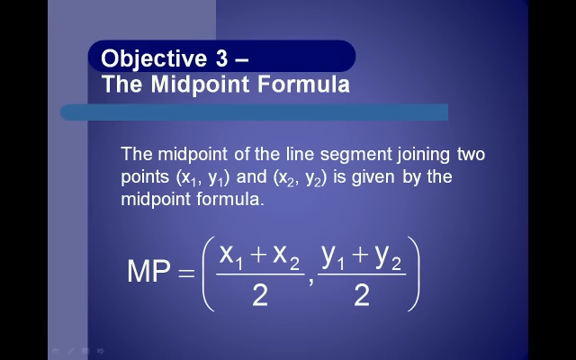 Objective 3 –
The Midpoint Formula
The midpoint of the line segment joining two
points (x₁, y₁) and (x₂, y₂) is given by the
midpoint formula.
MP = ( (x₁ + x₂)/2 , (y₁ + y₂)/2 )